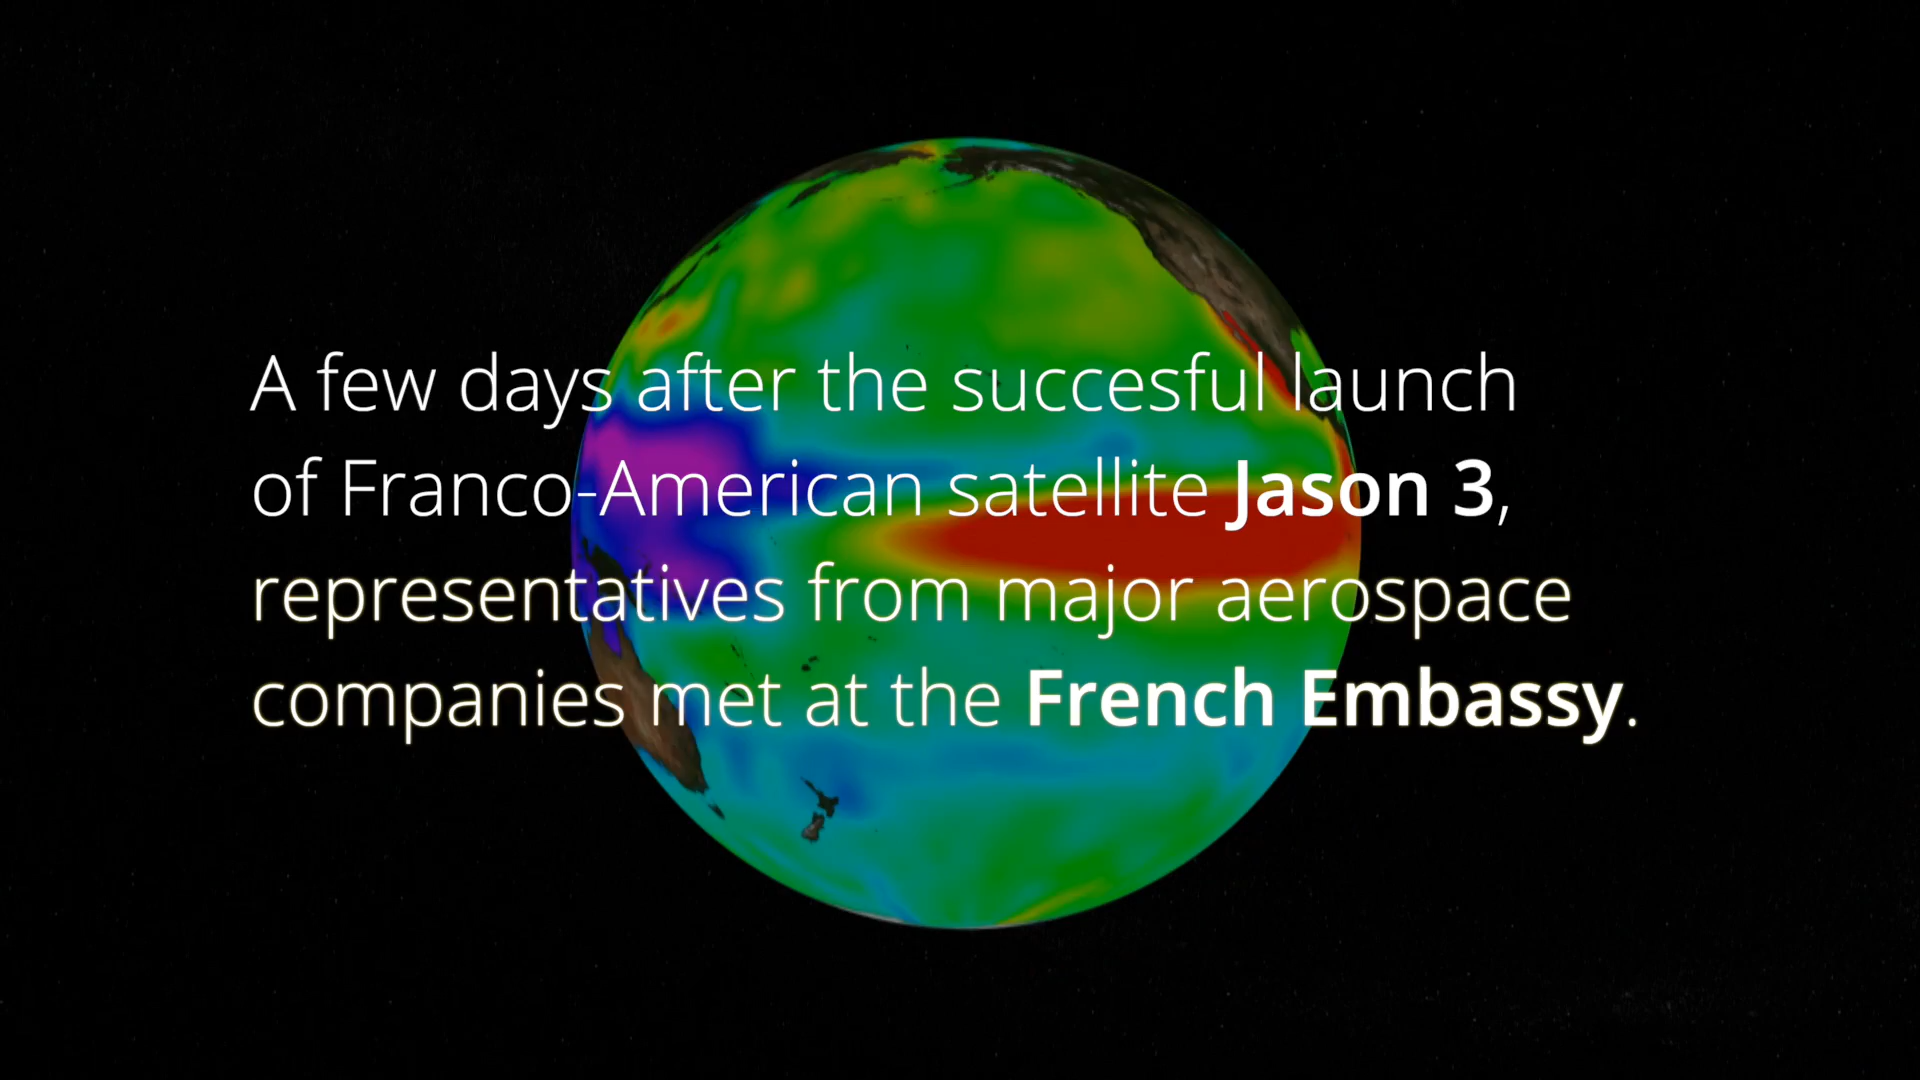 A few days after the succesful launch
of Franco-American satellite Jason 3,
representatives from major aerospace
companies met at the French Embassy.